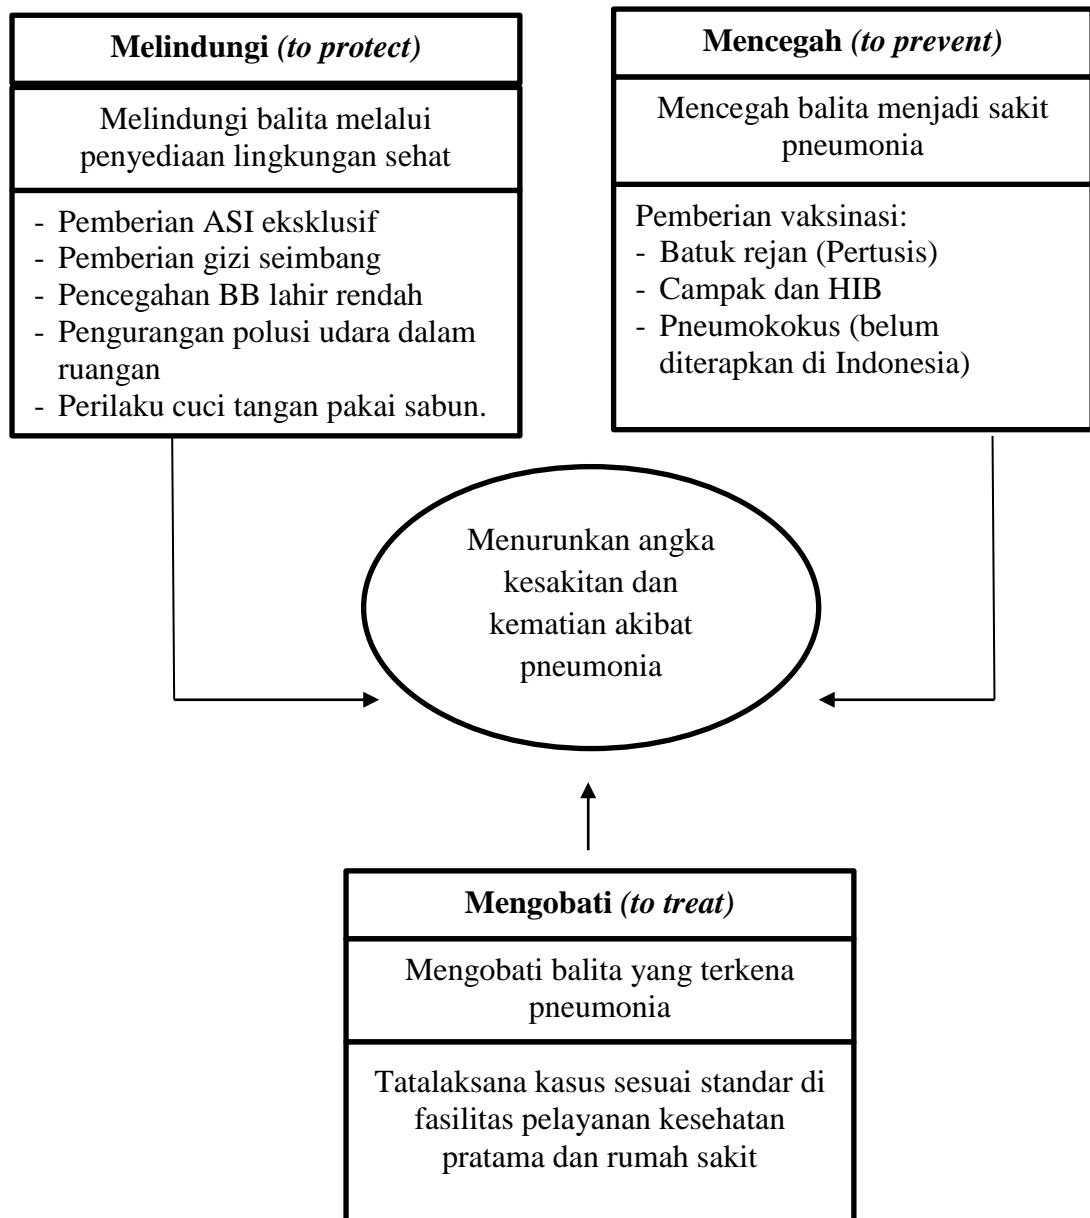 Melindungi (to protect)
Melindungi balita melalui
penyediaan lingkungan sehat
- Pemberian ASI eksklusif
- Pemberian gizi seimbang
- Pencegahan BB lahir rendah
- Pengurangan polusi udara dalam
ruangan
- Perilaku cuci tangan pakai sabun.
Mencegah (to prevent)
Mencegah balita menjadi sakit
pneumonia
Pemberian vaksinasi:
- Batuk rejan (Pertusis)
- Campak dan HIB
- Pneumokokus (belum
diterapkan di Indonesia)
Menurunkan angka
kesakitan dan
kematian akibat
pneumonia
Mengobati (to treat)
Mengobati balita yang terkena
pneumonia
Tatalaksana kasus sesuai standar di
fasilitas pelayanan kesehatan
pratama dan rumah sakit